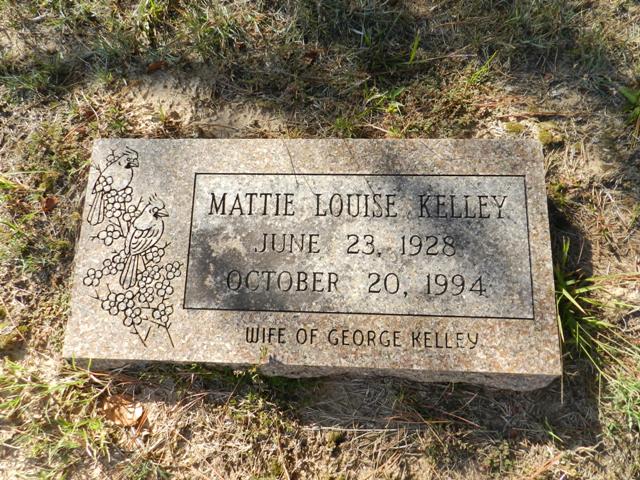 MATTIE LOUISE KELLEY
JUNE 23, 1928
OCTOBER 20, 1994
WIFE OF GEORGE KELLEY